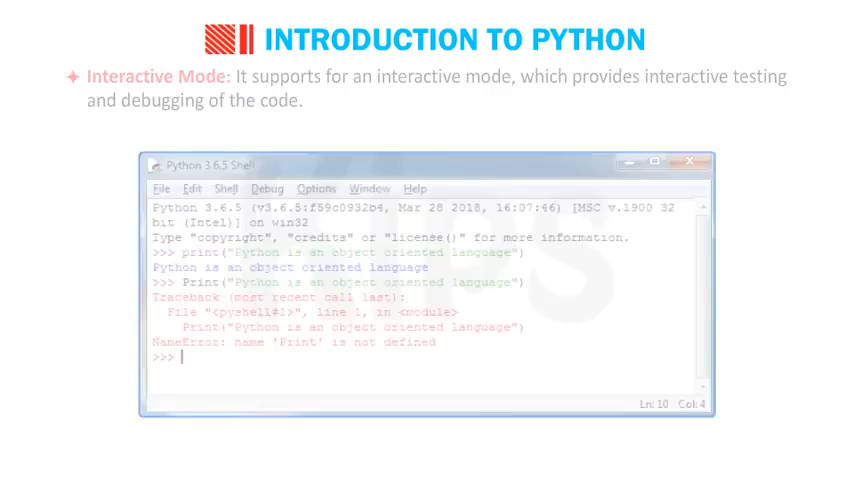 INTRODUCTION TO PYTHON
Interactive Mode: It supports for an interactive mode, which provides interactive testing
and debugging of the code.
Python 3.6.5 Shell
File Edit Shell Debug Options Window Help
Python 3.6.5 (v3.6.5:f59c0932b4, Mar 28 2018, 16:07:46) [MSC v.1900 32
bit (Intel)] on win32
Type "copyright", "credits" or "license()" for more information.
>>> print("Python is an object oriented language")
Python is an object oriented language
>>> Print("Python is an object oriented language")
Traceback (most recent call last):
File "<pyshell#1>", line 1, in <module>
Print("Python is an object oriented language")
NameError: name 'Print' is not defined
>>>
Ln: 10 Col: 4